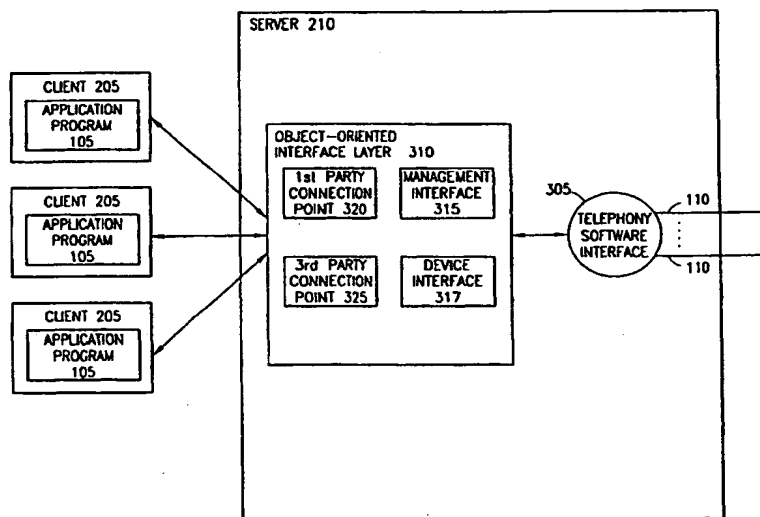 SERVER 210
CLIENT 205
APPLICATION
PROGRAM
105
CLIENT 205
APPLICATION
PROGRAM
105
CLIENT 205
APPLICATION
PROGRAM
105
OBJECT-ORIENTED
INTERFACE LAYER 310
1st PARTY
CONNECTION
POINT 320
MANAGEMENT
INTERFACE
315
3rd PARTY
CONNECTION
POINT 325
DEVICE
INTERFACE
317
305
TELEPHONY
SOFTWARE
INTERFACE
110
110